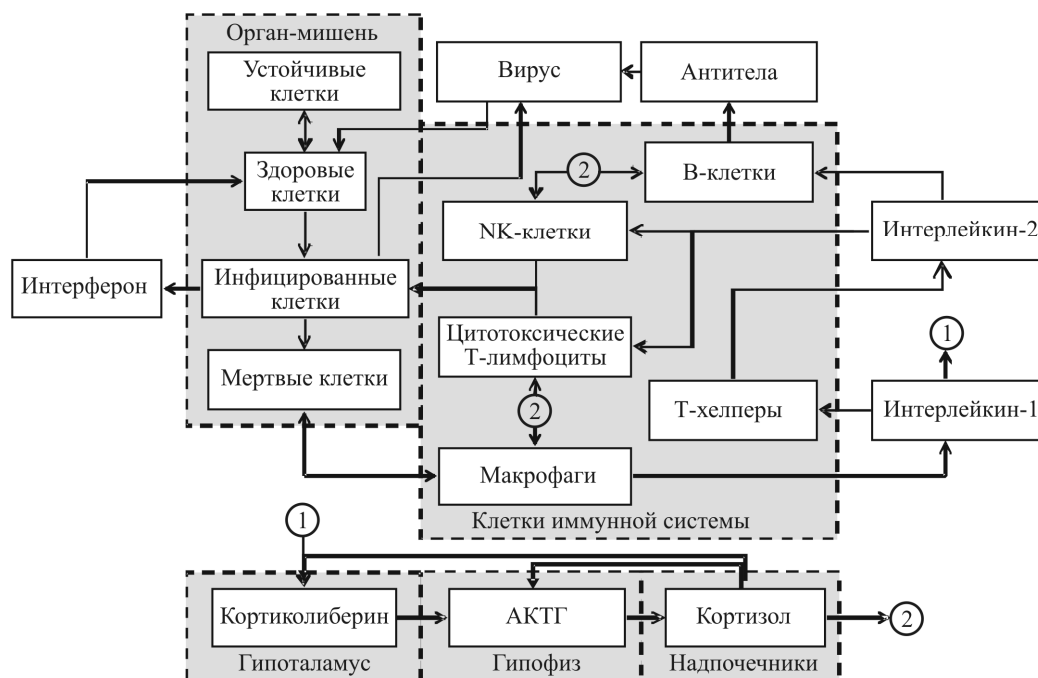 Орган-мишень
Устойчивые
клетки
Вирус
Антитела
Здоровые
клетки
2
В-клетки
NK-клетки
Интерлейкин-2
Интерферон
Инфицированные
клетки
Цитотоксические
Т-лимфоциты
1
Мертвые клетки
2
Т-хелперы
Интерлейкин-1
Макрофаги
Клетки иммунной системы
1
Кортиколиберин
АКТГ
Кортизол
2
Гипоталамус
Гипофиз
Надпочечники